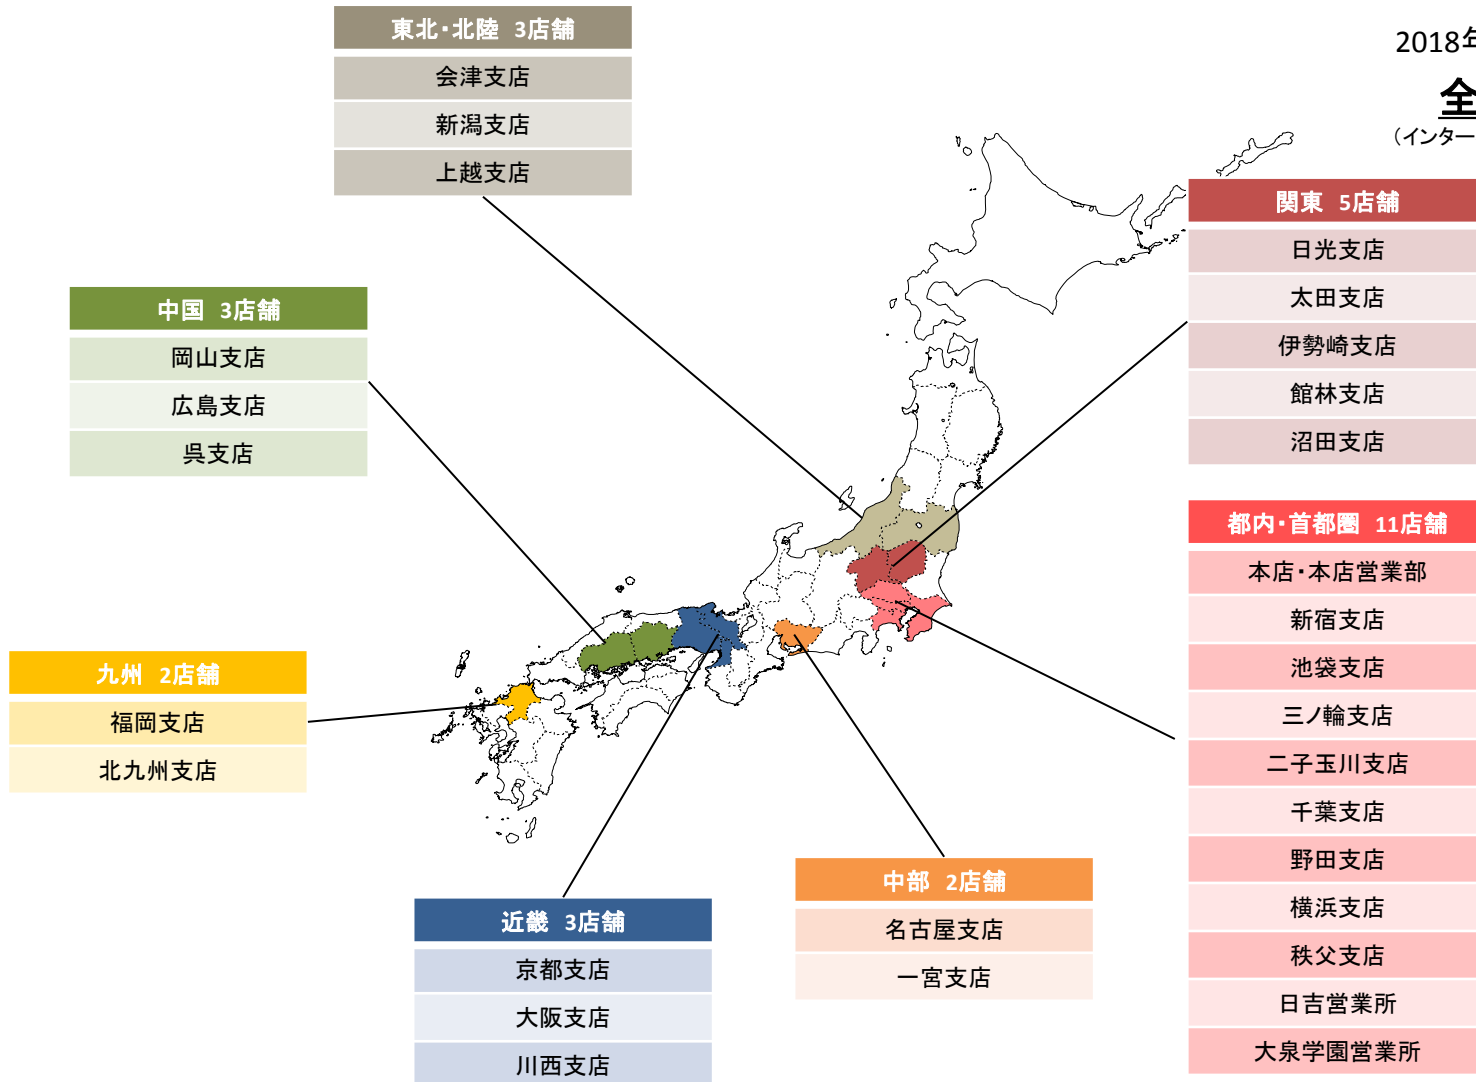 東北・北陸 3店舗
会津支店
新潟支店
上越支店
2018年
全
（インター
関東 5店舗
日光支店
太田支店
伊勢崎支店
館林支店
沼田支店
中国 3店舗
岡山支店
広島支店
呉支店
都内・首都圏 11店舗
本店・本店営業部
新宿支店
池袋支店
三ノ輪支店
二子玉川支店
千葉支店
野田支店
横浜支店
秩父支店
日吉営業所
大泉学園営業所
九州 2店舗
福岡支店
北九州支店
中部 2店舗
名古屋支店
一宮支店
近畿 3店舗
京都支店
大阪支店
川西支店